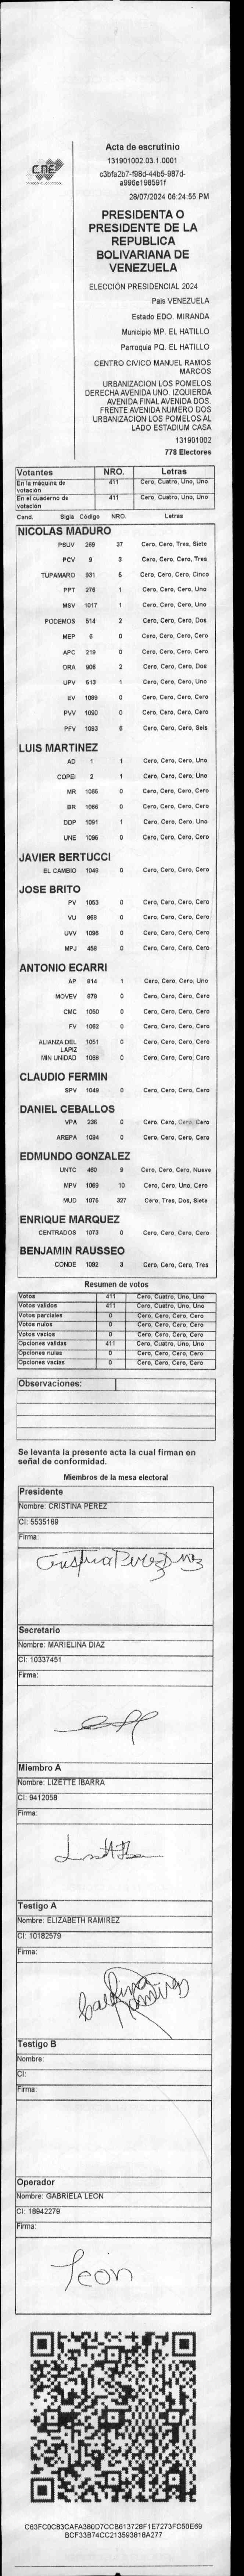 CNE
Acta de escrutinio
131901002.03.1.0001
c3bfa2b7-f98d-44b5-987d-
a996e198591f
28/07/2024 06:24:55 PM
PRESIDENTA O
PRESIDENTE DE LA
REPUBLICA
BOLIVARIANA DE
VENEZUELA
ELECCIÓN PRESIDENCIAL 2024
País VENEZUELA
Estado EDO. MIRANDA
Municipio MP. EL HATILLO
Parroquia PQ. EL HATILLO
CENTRO CIVICO MANUEL RAMOS
MARCOS
URBANIZACION LOS POMELOS
DERECHA AVENIDA UNO. IZQUIERDA
AVENIDA FINAL AVENIDA DOS.
FRENTE AVENIDA NUMERO DOS
URBANIZACION LOS POMELOS AL
LADO ESTADIUM CASA
131901002
778 Electores
Votantes NRO. Letras
En la máquina de votación 411 Cero, Cuatro, Uno, Uno
En el cuaderno de votación 411 Cero, Cuatro, Uno, Uno
Cand. Sigla Código NRO. Letras
NICOLAS MADURO
PSUV 269 37 Cero, Cero, Tres, Siete
PCV 9 3 Cero, Cero, Cero, Tres
TUPAMARO 931 5 Cero, Cero, Cero, Cinco
PPT 276 1 Cero, Cero, Cero, Uno
MSV 1017 1 Cero, Cero, Cero, Uno
PODEMOS 514 2 Cero, Cero, Cero, Dos
MEP 6 0 Cero, Cero, Cero, Cero
APC 219 0 Cero, Cero, Cero, Cero
ORA 906 2 Cero, Cero, Cero, Dos
UPV 613 1 Cero, Cero, Cero, Uno
EV 1089 0 Cero, Cero, Cero, Cero
PVV 1090 0 Cero, Cero, Cero, Cero
PFV 1093 6 Cero, Cero, Cero, Seis
LUIS MARTINEZ
AD 1 1 Cero, Cero, Cero, Uno
COPEI 2 1 Cero, Cero, Cero, Uno
MR 1065 0 Cero, Cero, Cero, Cero
BR 1066 0 Cero, Cero, Cero, Cero
DDP 1091 1 Cero, Cero, Cero, Uno
UNE 1095 0 Cero, Cero, Cero, Cero
JAVIER BERTUCCI
EL CAMBIO 1048 0 Cero, Cero, Cero, Cero
JOSE BRITO
PV 1053 0 Cero, Cero, Cero, Cero
VU 868 0 Cero, Cero, Cero, Cero
UVV 1096 0 Cero, Cero, Cero, Cero
MPJ 458 0 Cero, Cero, Cero, Cero
ANTONIO ECARRI
AP 814 1 Cero, Cero, Cero, Uno
MOVEV 878 0 Cero, Cero, Cero, Cero
CMC 1050 0 Cero, Cero, Cero, Cero
FV 1062 0 Cero, Cero, Cero, Cero
ALIANZA DEL LAPIZ 1051 0 Cero, Cero, Cero, Cero
MIN UNIDAD 1068 0 Cero, Cero, Cero, Cero
CLAUDIO FERMIN
SPV 1049 0 Cero, Cero, Cero, Cero
DANIEL CEBALLOS
VPA 236 0 Cero, Cero, Cero, Cero
AREPA 1094 0 Cero, Cero, Cero, Cero
EDMUNDO GONZALEZ
UNTC 460 9 Cero, Cero, Cero, Nueve
MPV 1069 10 Cero, Cero, Uno, Cero
MUD 1075 327 Cero, Tres, Dos, Siete
ENRIQUE MARQUEZ
CENTRADOS 1073 0 Cero, Cero, Cero, Cero
BENJAMIN RAUSSEO
CONDE 1092 3 Cero, Cero, Cero, Tres
Resumen de votos
Votos 411 Cero, Cuatro, Uno, Uno
Votos validos 411 Cero, Cuatro, Uno, Uno
Votos parciales 0 Cero, Cero, Cero, Cero
Votos nulos 0 Cero, Cero, Cero, Cero
Votos vacios 0 Cero, Cero, Cero, Cero
Opciones validas 411 Cero, Cuatro, Uno, Uno
Opciones nulas 0 Cero, Cero, Cero, Cero
Opciones vacias 0 Cero, Cero, Cero, Cero
Observaciones:
Se levanta la presente acta la cual firman en
señal de conformidad.
Miembros de la mesa electoral
Presidente
Nombre: CRISTINA PEREZ
CI: 5535169
Firma:
Secretario
Nombre: MARIELINA DIAZ
CI: 10337451
Firma:
Miembro A
Nombre: LIZETTE IBARRA
CI: 9412058
Firma:
Testigo A
Nombre: ELIZABETH RAMIREZ
CI: 10182579
Firma:
Testigo B
Nombre:
CI:
Firma:
Operador
Nombre: GABRIELA LEON
CI: 18942279
Firma:
Leon
C63FC0C83CAFA380D7CCB613728F1E7273FC50E69
BCF33B74CC213593818A277